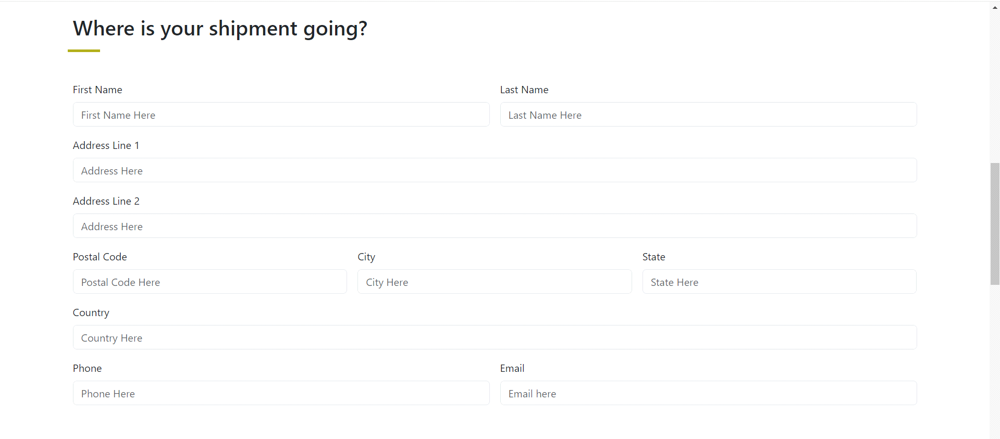 Where is your shipment going?
First Name Last Name
First Name Here Last Name Here
Address Line 1
Address Here
Address Line 2
Address Here
Postal Code City State
Postal Code Here City Here State Here
Country
Country Here
Phone Email
Phone Here Email here